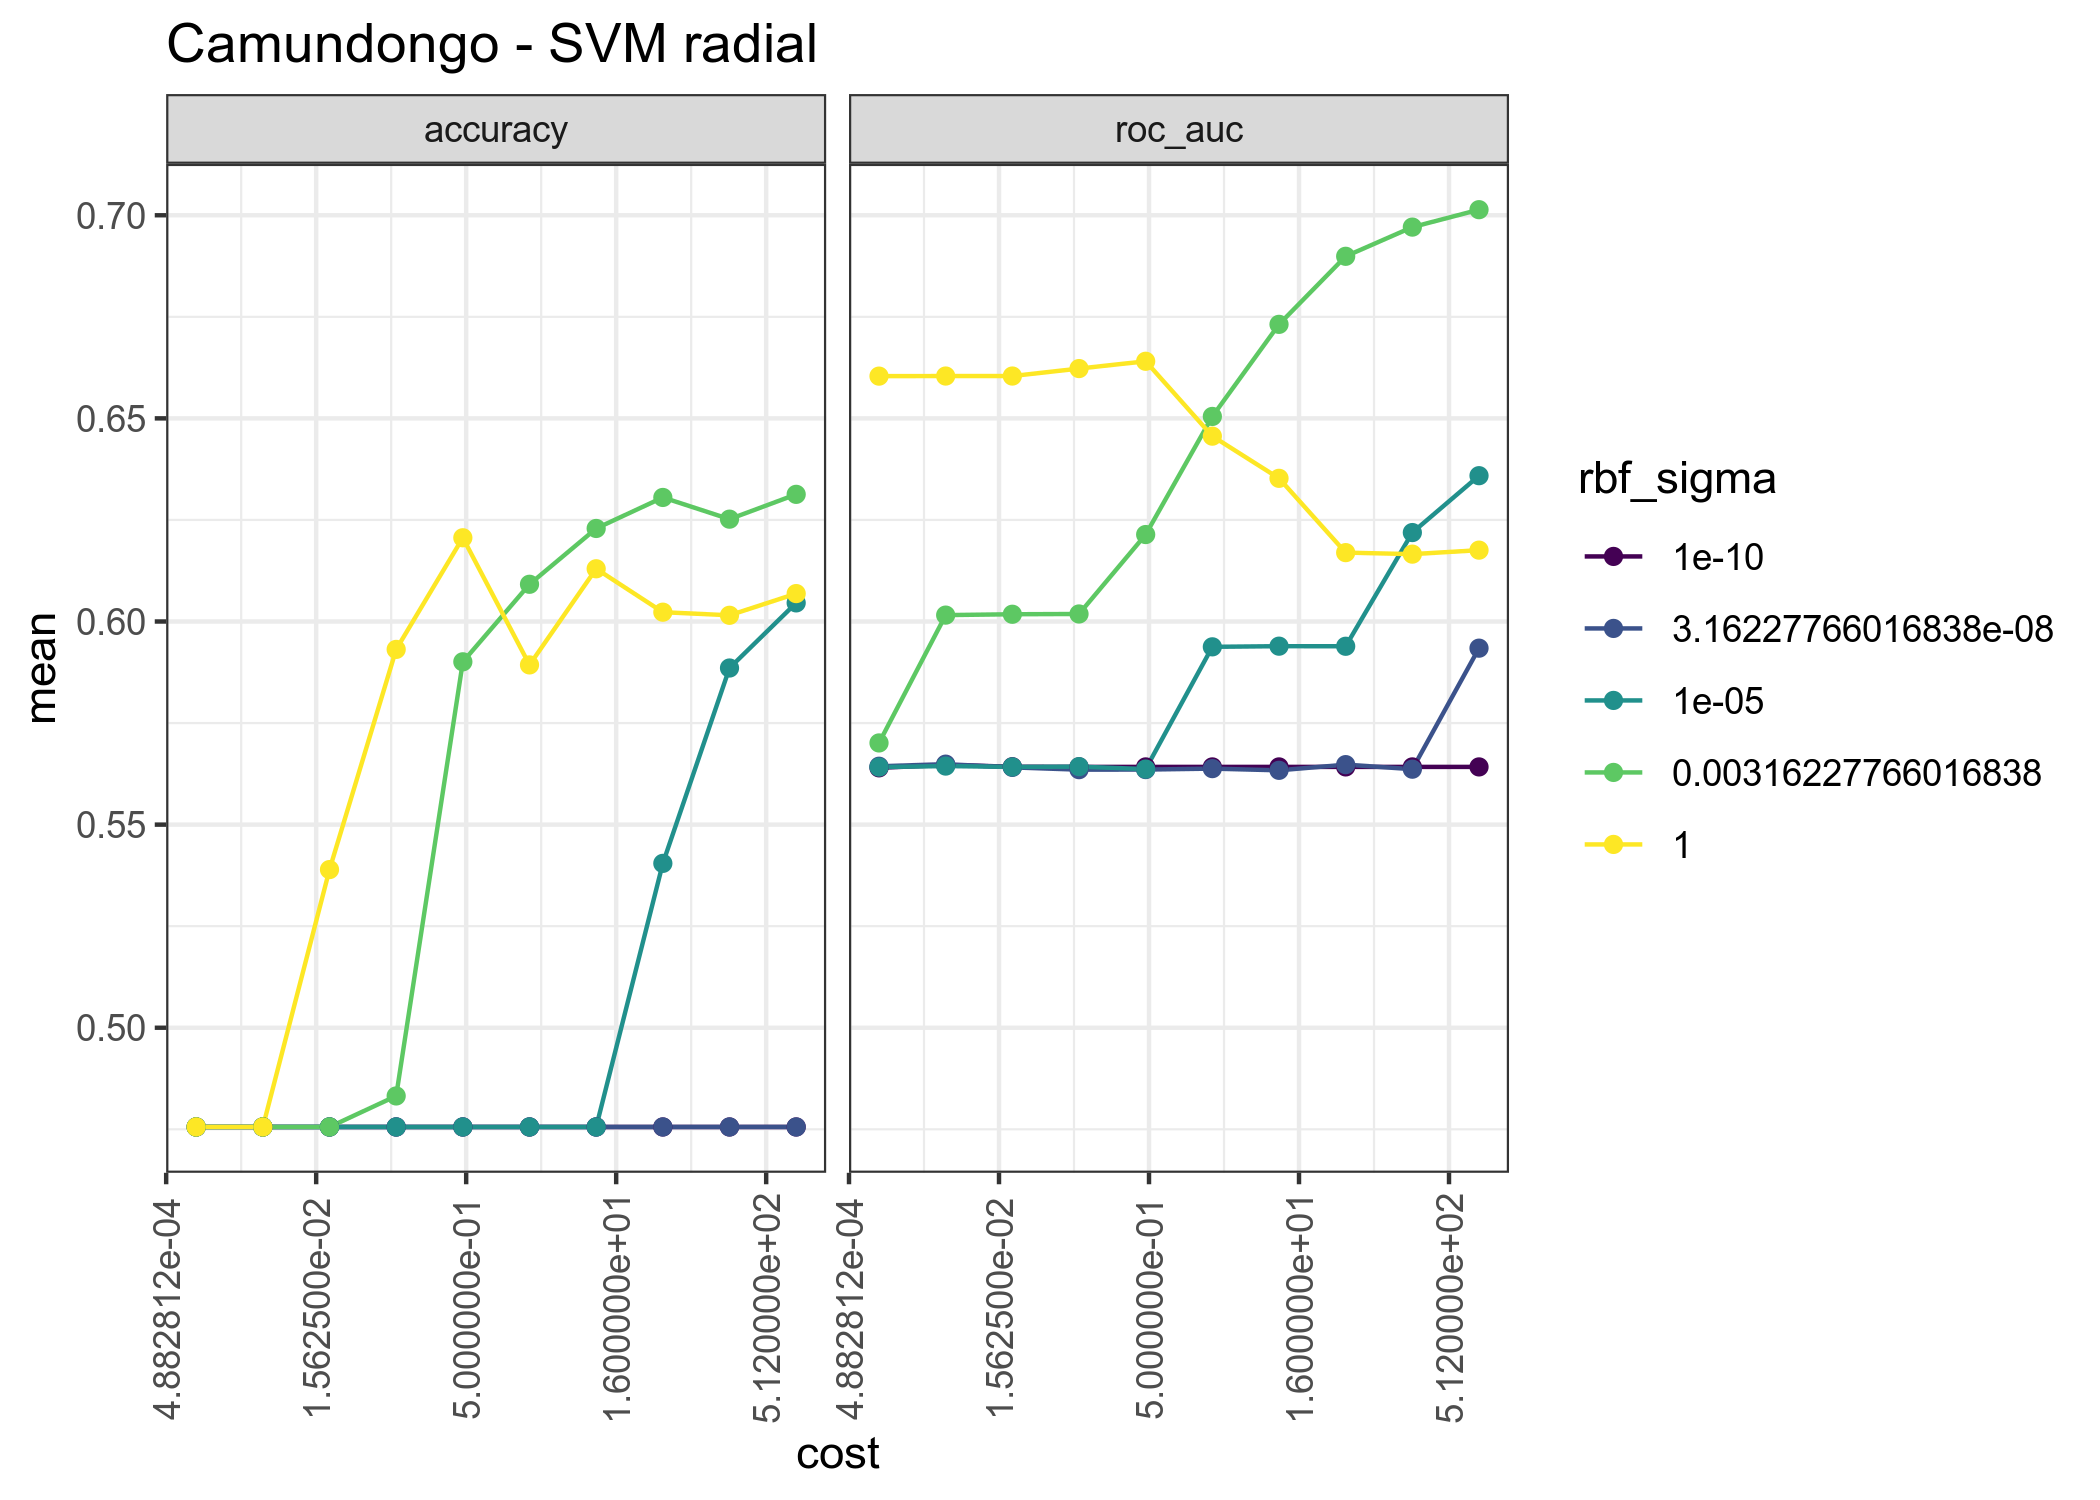 Camundongo - SVM radial
accuracy
roc_auc
0.70
0.65
0.60
0.55
0.50
mean
4.882812e-04
1.562500e-02
5.000000e-01
1.600000e+01
5.120000e+02
4.882812e-04
1.562500e-02
5.000000e-01
1.600000e+01
5.120000e+02
cost
rbf_sigma
1e-10
3.16227766016838e-08
1e-05
0.00316227766016838
1